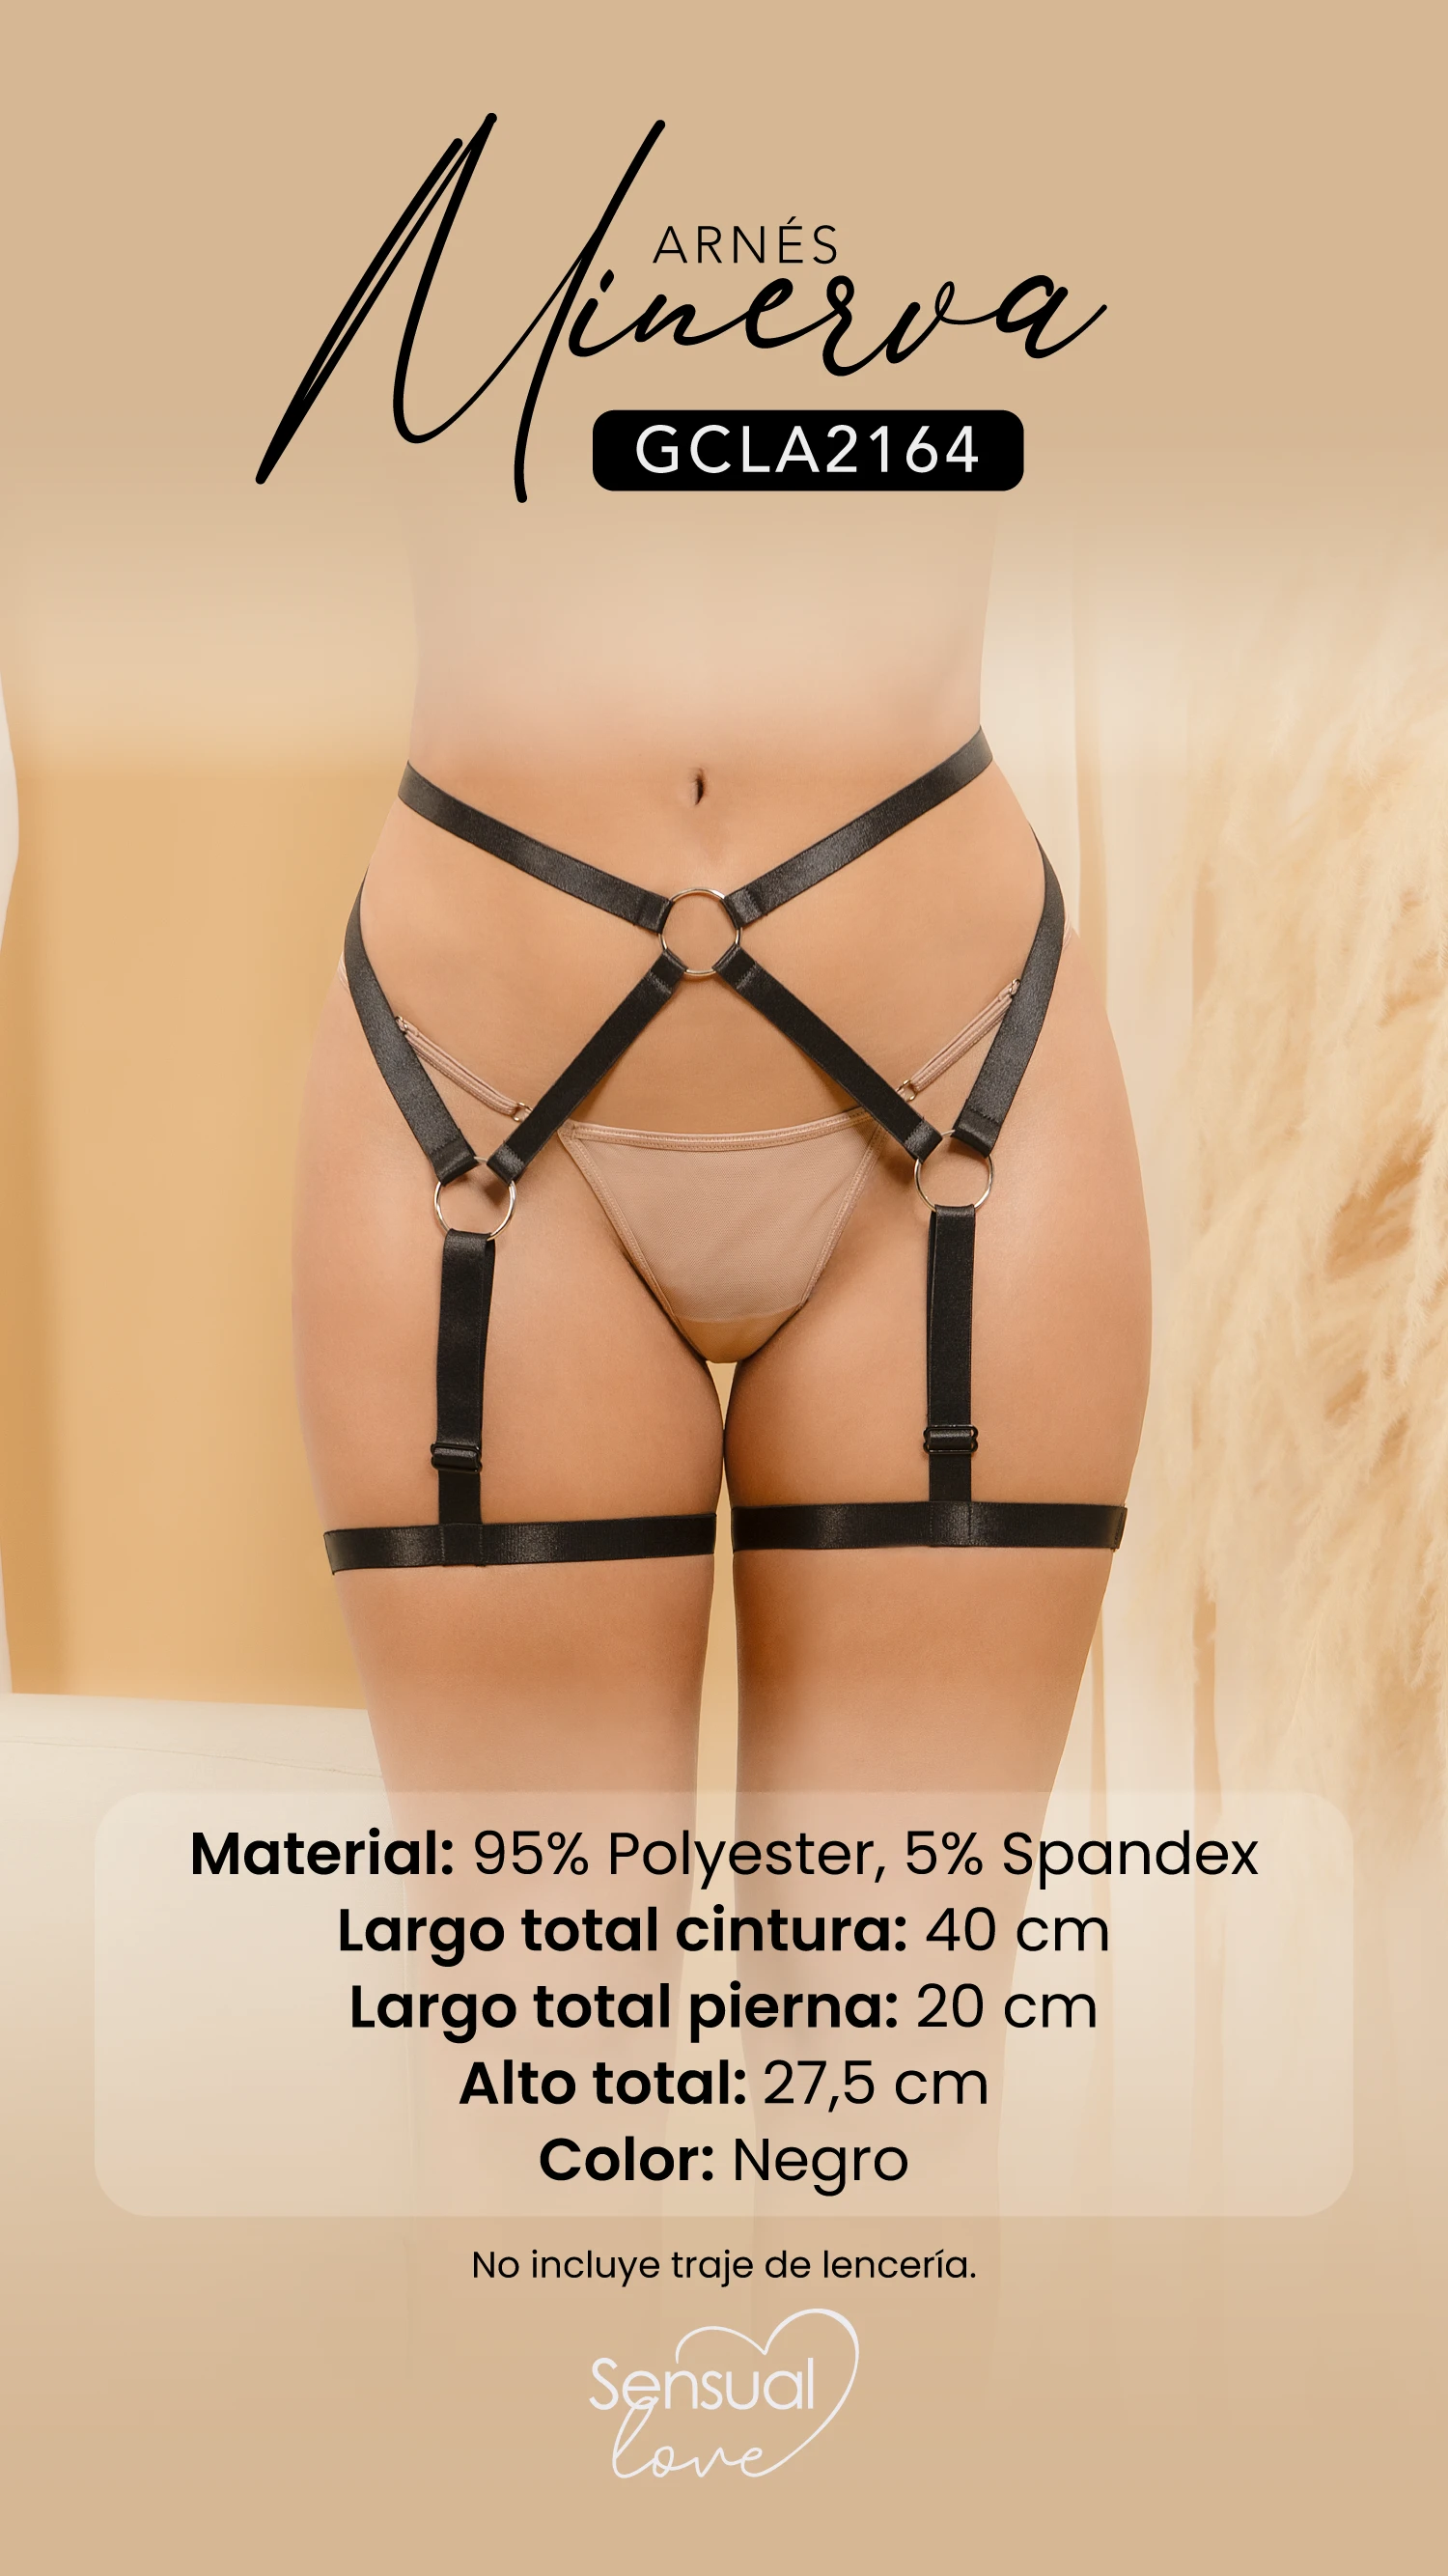 ARNÉS
Minerva
GCLA2164
Material: 95% Polyester, 5% Spandex
Largo total cintura: 40 cm
Largo total pierna: 20 cm
Alto total: 27,5 cm
Color: Negro
No incluye traje de lencería.
Sensual
love